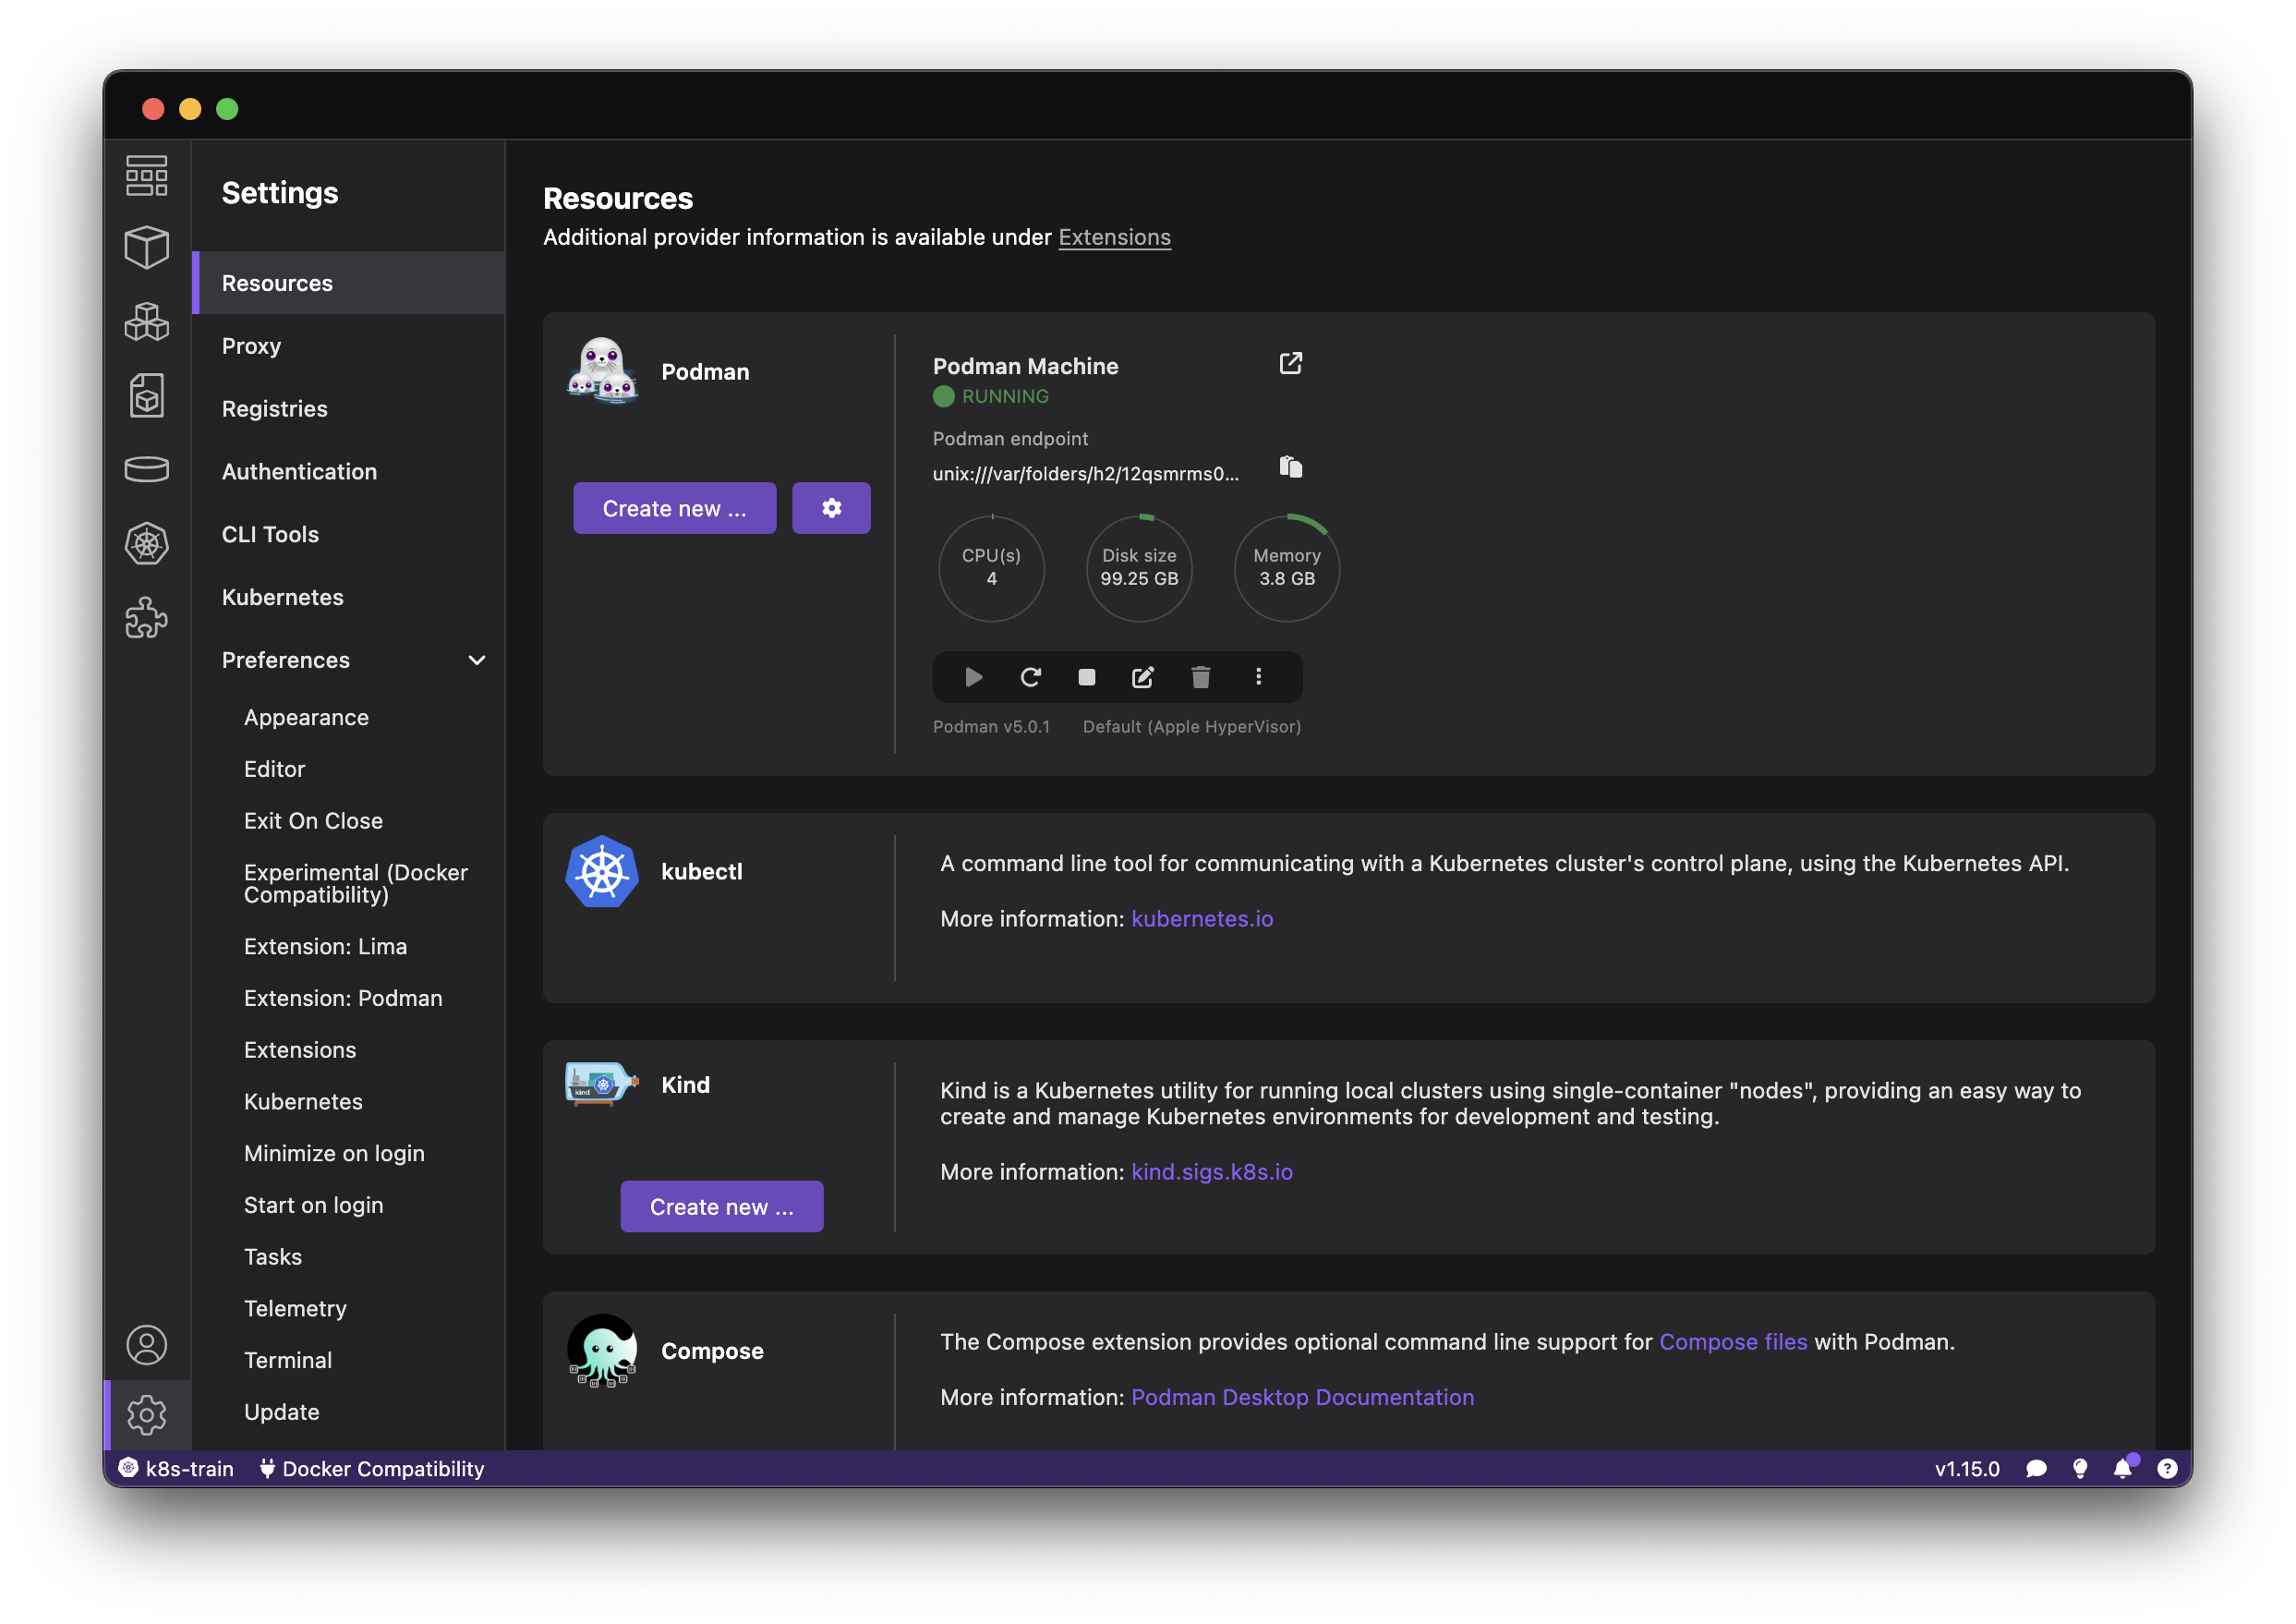 Settings
Resources
Proxy
Registries
Authentication
CLI Tools
Kubernetes
Preferences
Appearance
Editor
Exit On Close
Experimental (Docker
Compatibility)
Extension: Lima
Extension: Podman
Extensions
Kubernetes
Minimize on login
Start on login
Tasks
Telemetry
Terminal
Update
Resources
Additional provider information is available under Extensions
Podman
Create new ...
Podman Machine
RUNNING
Podman endpoint
unix:///var/folders/h2/12qsmrms0...
CPU(s)
4
Disk size
99.25 GB
Memory
3.8 GB
Podman v5.0.1 Default (Apple HyperVisor)
kubectl
A command line tool for communicating with a Kubernetes cluster's control plane, using the Kubernetes API.
More information: kubernetes.io
Kind
kind
Create new ...
Kind is a Kubernetes utility for running local clusters using single-container "nodes", providing an easy way to
create and manage Kubernetes environments for development and testing.
More information: kind.sigs.k8s.io
Compose
The Compose extension provides optional command line support for Compose files with Podman.
More information: Podman Desktop Documentation
k8s-train Docker Compatibility v1.15.0